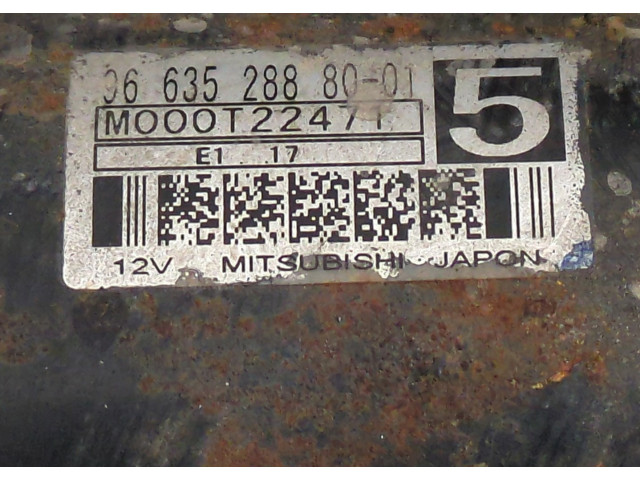 96 635 288 80-01
5
M000T22471
E1 17
12V MITSUBISHI JAPON